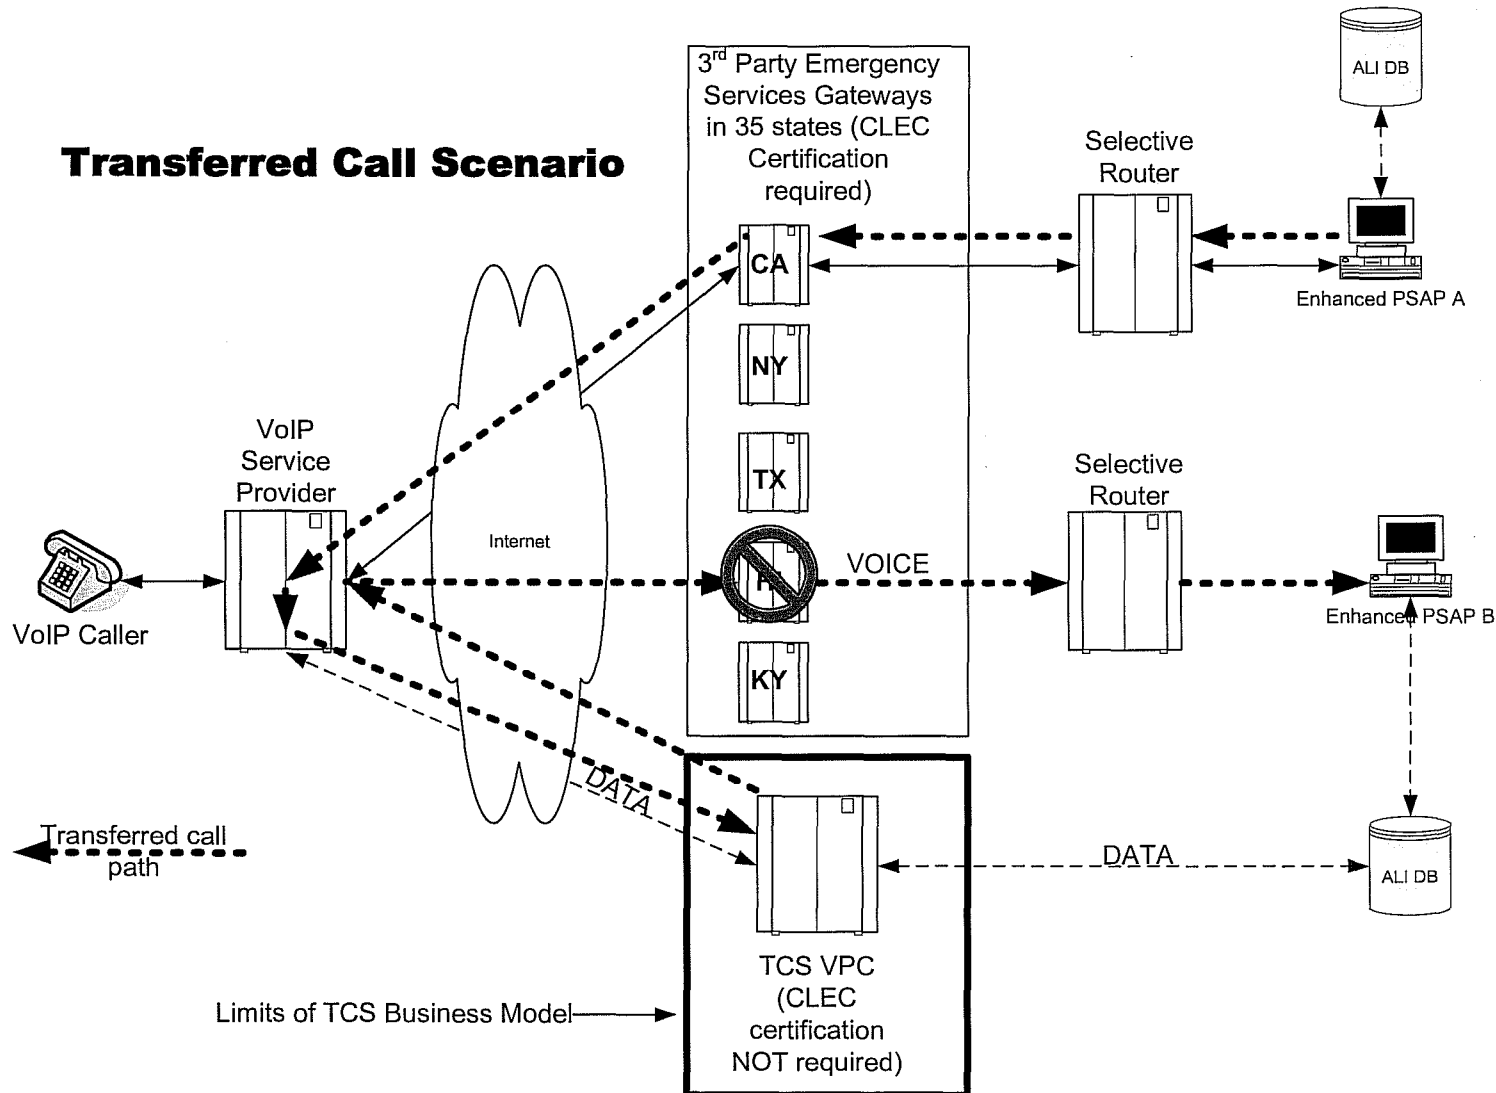 Transferred Call Scenario
3rd Party Emergency
Services Gateways
in 35 states (CLEC
Certification
required)
ALI DB
Selective
Router
CA
Enhanced PSAP A
NY
VoIP
Service
Provider
TX
Selective
Router
Internet
VOICE
VoIP Caller
Enhanced PSAP B
KY
DATA
Transferred call
path
DATA
ALI DB
TCS VPC
(CLEC
certification
NOT required)
Limits of TCS Business Model